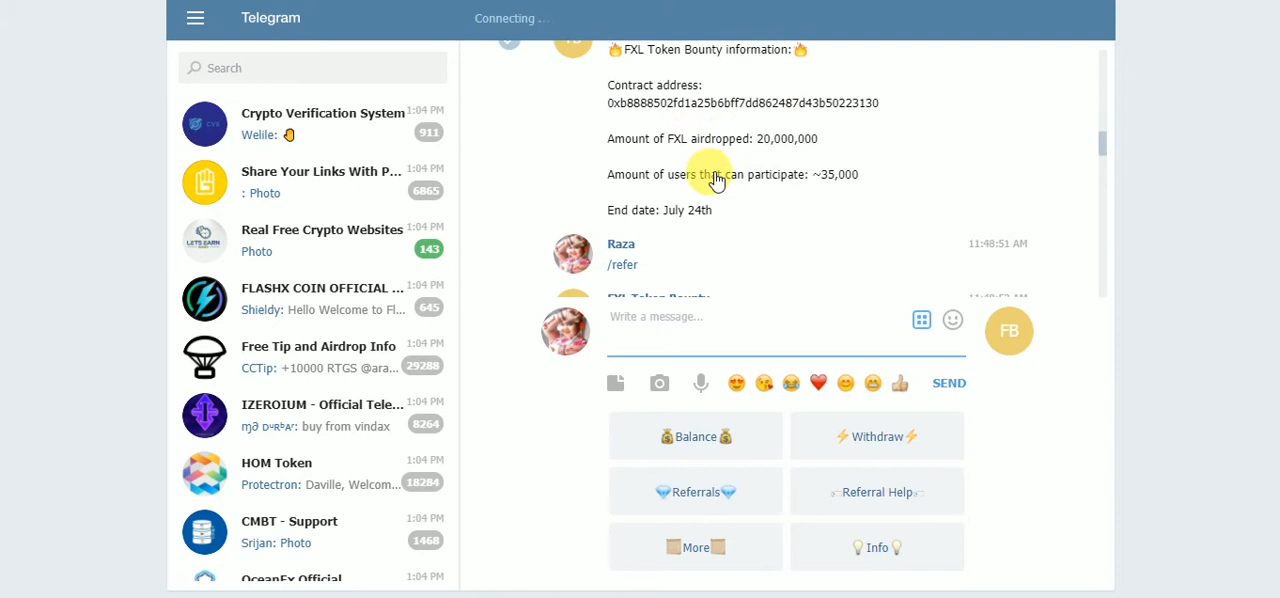 Telegram
Connecting ...
Search
Crypto Verification System
1:04 PM
Welile:
911
Share Your Links With P...
1:04 PM
: Photo
6865
Real Free Crypto Websites
1:04 PM
Photo
143
FLASHX COIN OFFICIAL ...
1:04 PM
Shieldy: Hello Welcome to Fl...
645
Free Tip and Airdrop Info
1:04 PM
CCTip: +10000 RTGS @ara...
29288
IZEROIUM - Official Tele...
1:04 PM
buy from vindax
8264
HOM Token
1:04 PM
Protectron: Daville, Welcom...
18284
CMBT - Support
1:04 PM
Srijan: Photo
1468
OceanEx Official
1:04 PM
🔥FXL Token Bounty information:🔥
Contract address:
0xb8888502fd1a25b6bff7dd862487d43b50223130
Amount of FXL airdropped: 20,000,000
Amount of users that can participate: ~35,000
End date: July 24th
Raza
11:48:51 AM
/refer
FXL Token Bounty
Write a message...
FB
SEND
💰Balance💰
⚡Withdraw⚡
💎Referrals💎
Referral Help
📜More📜
💡Info💡